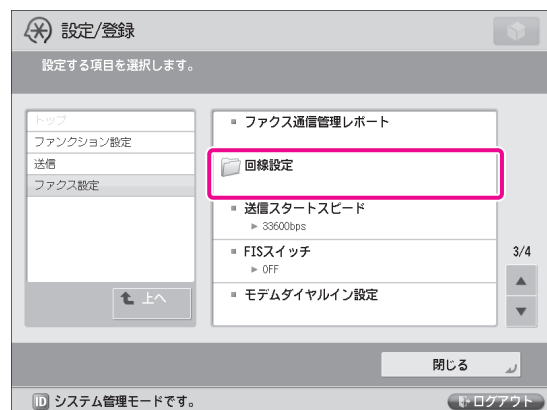 設定/登録
設定する項目を選択します。
トップ
ファンクション設定
送信
ファクス設定
上へ
ファクス通信管理レポート
回線設定
送信スタートスピード
▶ 33600bps
FISスイッチ
▶ OFF
モデムダイヤルイン設定
3/4
閉じる
ID システム管理モードです。
ログアウト